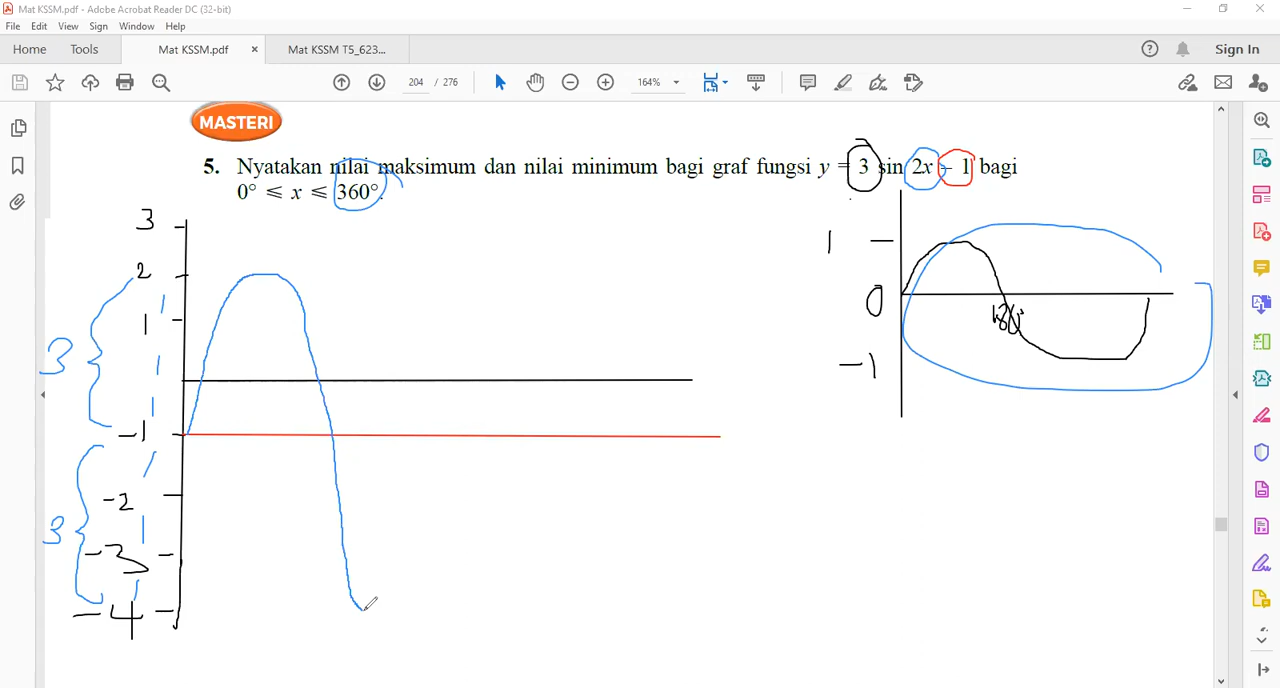 Mat KSSM.pdf - Adobe Acrobat Reader DC (32-bit)
File Edit View Sign Window Help
Home Tools Mat KSSM.pdf × Mat KSSM T5_623... Sign In
204 / 276 164%
MASTERI
5. Nyatakan nilai maksimum dan nilai minimum bagi graf fungsi y = 3 sin 2x – 1 bagi
0° ⩽ x ⩽ 360°.
3
2
1
3
-1
-2
3
-3
-4
1
0
180°
-1